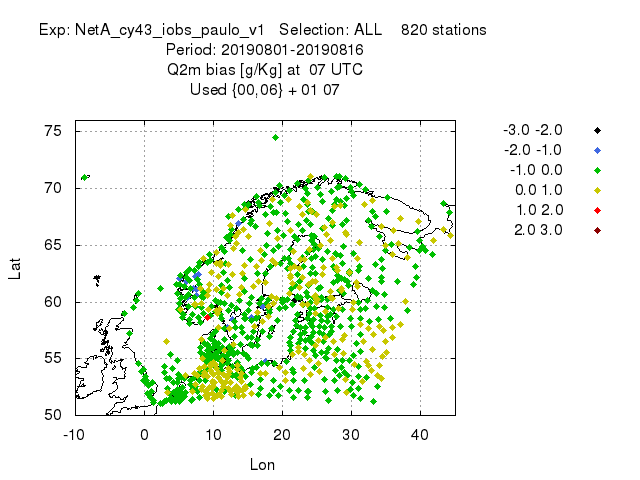 Exp: NetA_cy43_iobs_paulo_v1   Selection: ALL    820 stations
Period: 20190801-20190816
Q2m bias [g/Kg] at  07 UTC
Used {00,06} + 01 07
-3.0 -2.0
-2.0 -1.0
-1.0 0.0
0.0 1.0
1.0 2.0
2.0 3.0
75
70
65
60
55
50
Lat
-10 0 10 20 30 40
Lon